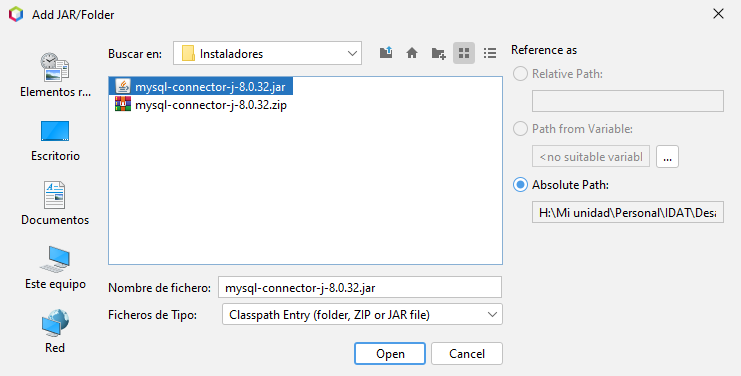 Add JAR/Folder
Buscar en:
Instaladores
Elementos r...
Escritorio
Documentos
Este equipo
Red
mysql-connector-j-8.0.32.jar
mysql-connector-j-8.0.32.zip
Nombre de fichero:
mysql-connector-j-8.0.32.jar
Ficheros de Tipo:
Classpath Entry (folder, ZIP or JAR file)
Open
Cancel
Reference as
Relative Path:
Path from Variable:
<no suitable variabl
...
Absolute Path:
H:\Mi unidad\Personal\IDAT\Desa